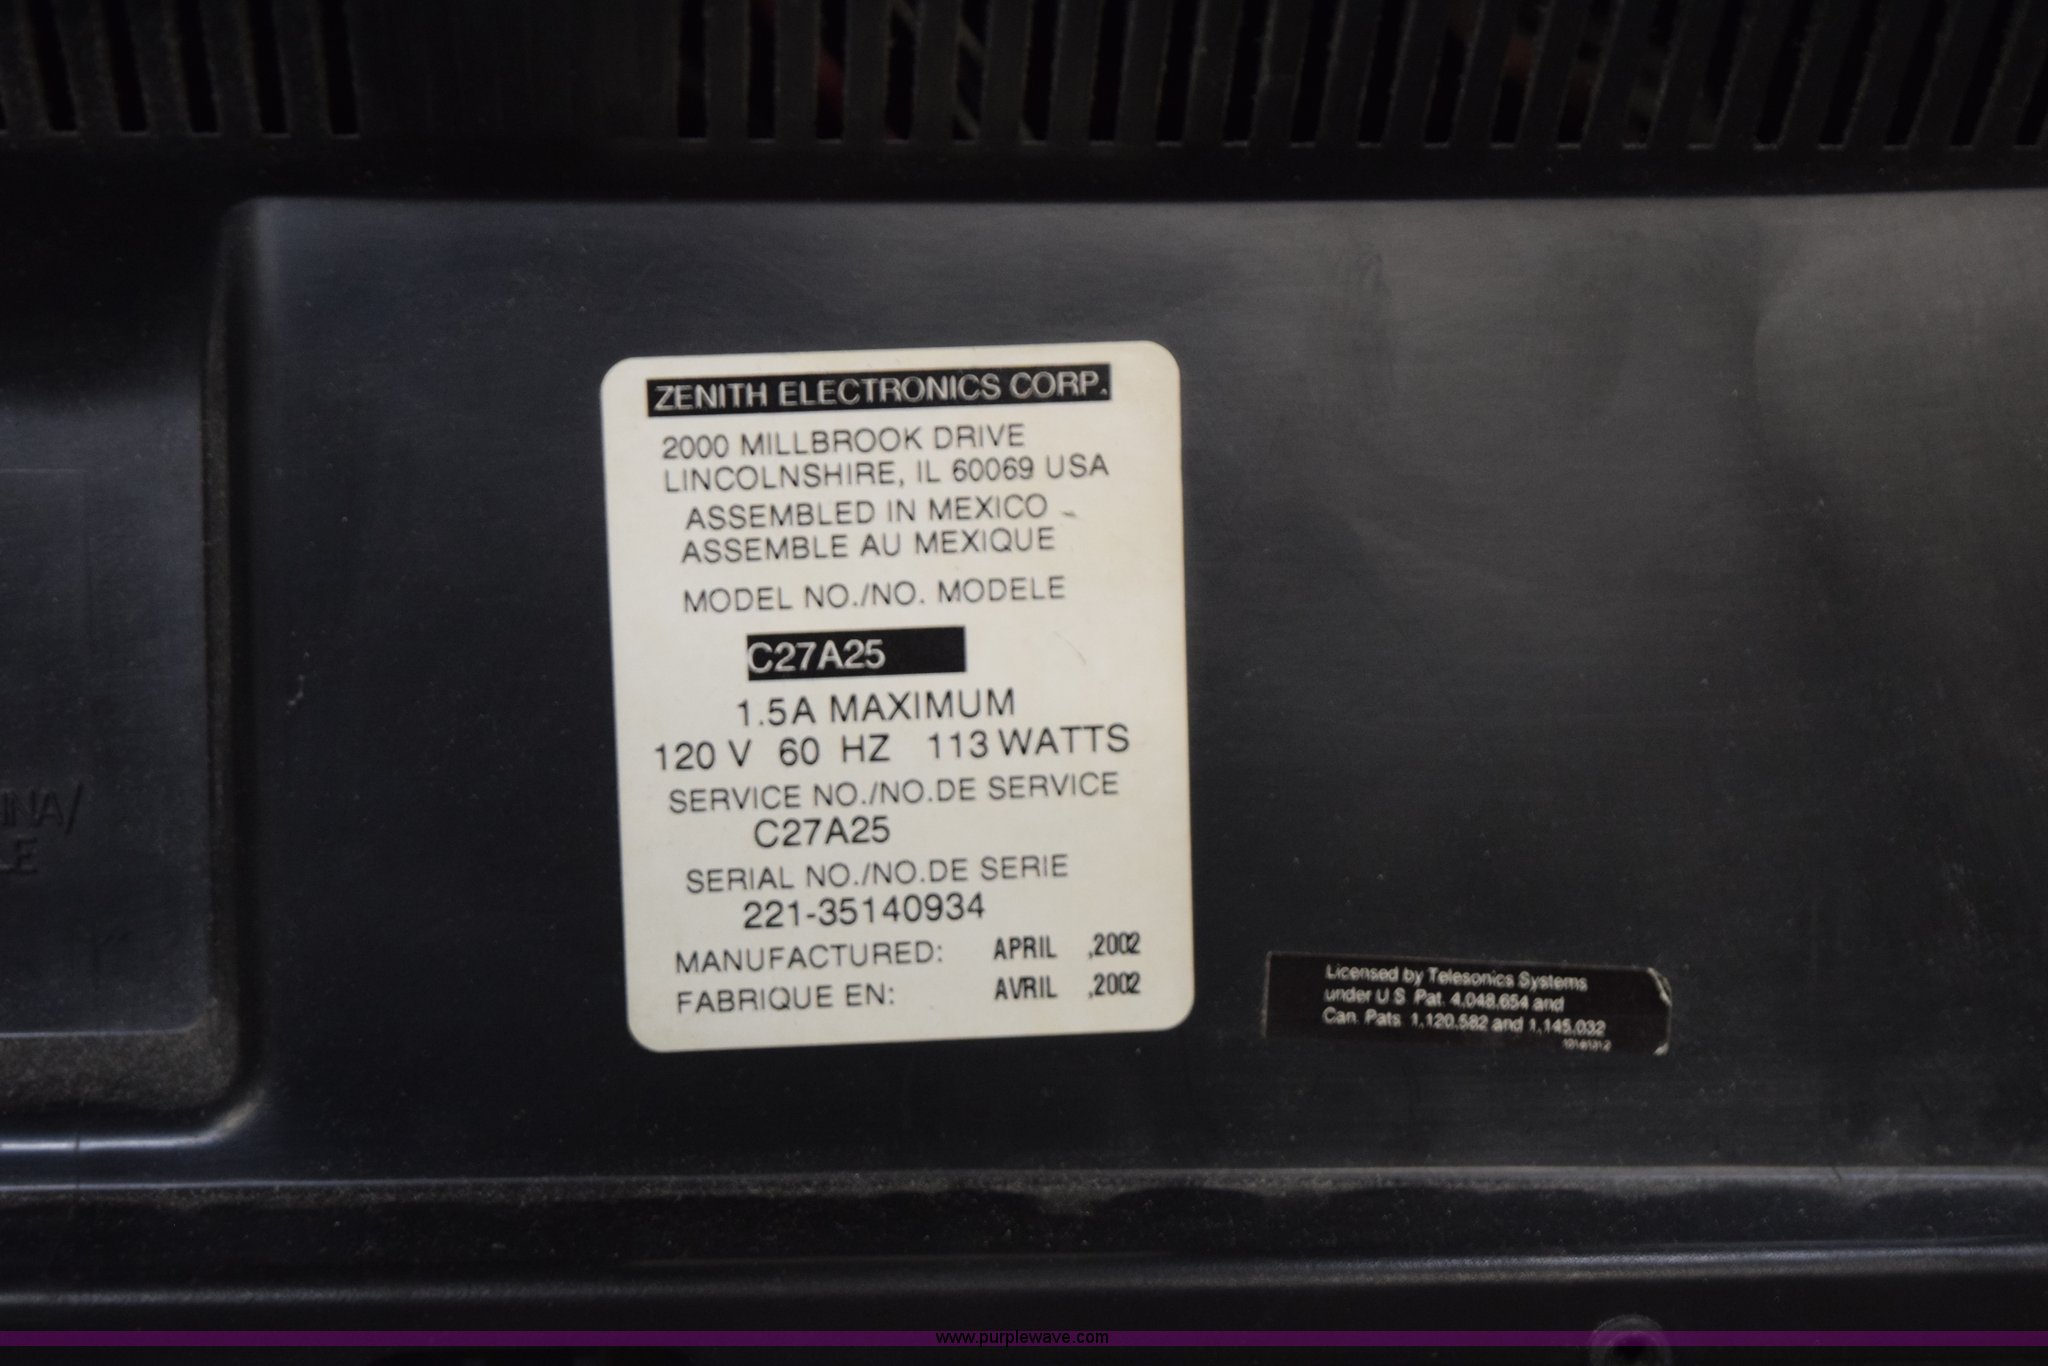 ZENITH ELECTRONICS CORP.
2000 MILLBROOK DRIVE
LINCOLNSHIRE, IL 60069 USA
ASSEMBLED IN MEXICO
ASSEMBLE AU MEXIQUE
MODEL NO./NO. MODELE
C27A25
1.5A MAXIMUM
120 V 60 HZ 113 WATTS
SERVICE NO./NO.DE SERVICE
C27A25
SERIAL NO./NO.DE SERIE
221-35140934
MANUFACTURED: APRIL ,2002
FABRIQUE EN: AVRIL ,2002
Licensed by Telesonics Systems
under U S Pat. 4,048,654 and
Can. Pats. 1,120,582 and 1,145,032
www.purplewave.com